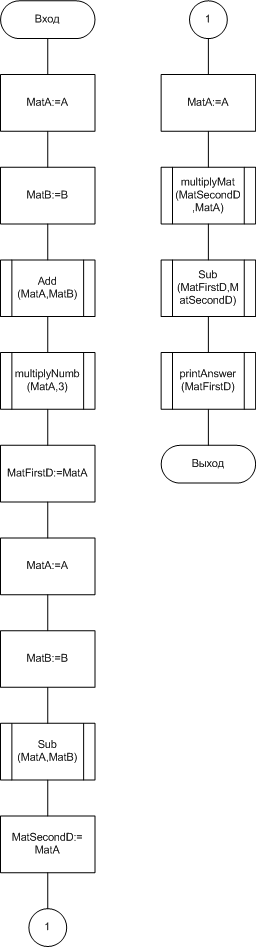 Вход
MatA:=A
MatB:=B
Add
(MatA,MatB)
multiplyNumb
(MatA,3)
MatFirstD:=MatA
MatA:=A
MatB:=B
Sub
(MatA,MatB)
MatSecondD:=
MatA
1
1
MatA:=A
multiplyMat
(MatSecondD
,MatA)
Sub
(MatFirstD,M
atSecondD)
printAnswer
(MatFirstD)
Выход